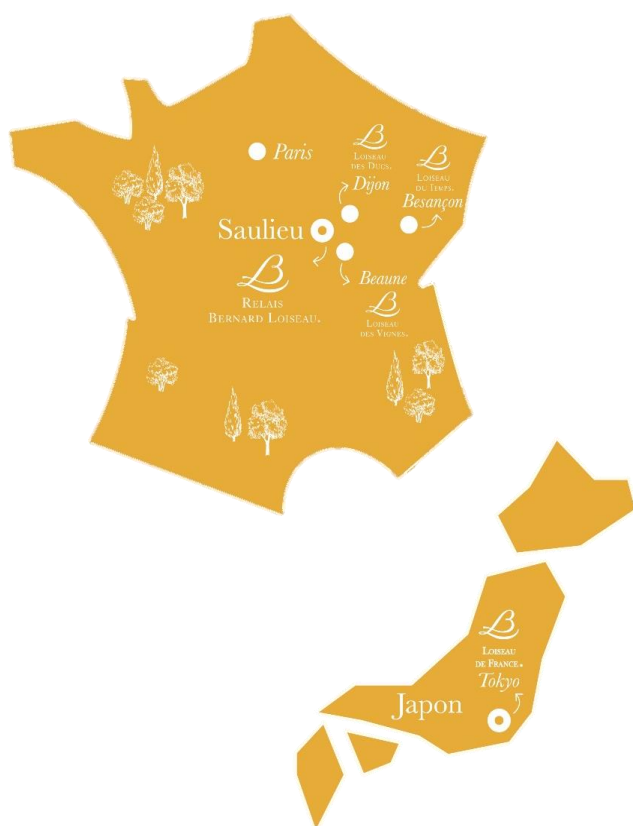 Paris
LOISEAU
DES DUCS.
Dijon
LOISEAU
DU TEMPS.
Besançon
Saulieu
RELAIS
BERNARD LOISEAU.
Beaune
LOISEAU
DES VIGNES.
LOISEAU
DE FRANCE.
Tokyo
Japon